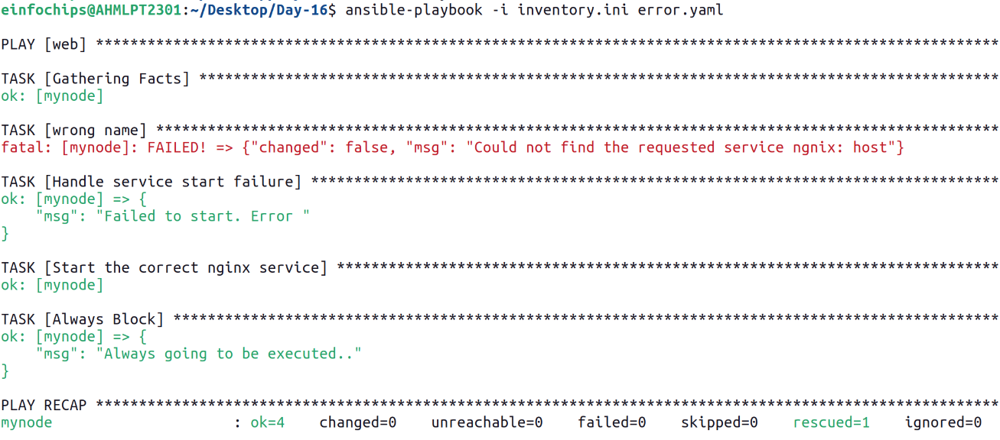 einfochips@AHMLPT2301:~/Desktop/Day-16$ ansible-playbook -i inventory.ini error.yaml
PLAY [web] *********************************************************************************************************
TASK [Gathering Facts] *********************************************************************************************
ok: [mynode]
TASK [wrong name] **************************************************************************************************
fatal: [mynode]: FAILED! => {"changed": false, "msg": "Could not find the requested service ngnix: host"}
TASK [Handle service start failure] ********************************************************************************
ok: [mynode] => {
    "msg": "Failed to start. Error "
}
TASK [Start the correct nginx service] *****************************************************************************
ok: [mynode]
TASK [Always Block] ************************************************************************************************
ok: [mynode] => {
    "msg": "Always going to be executed.."
}
PLAY RECAP *********************************************************************************************************
mynode                     : ok=4    changed=0    unreachable=0    failed=0    skipped=0    rescued=1    ignored=0